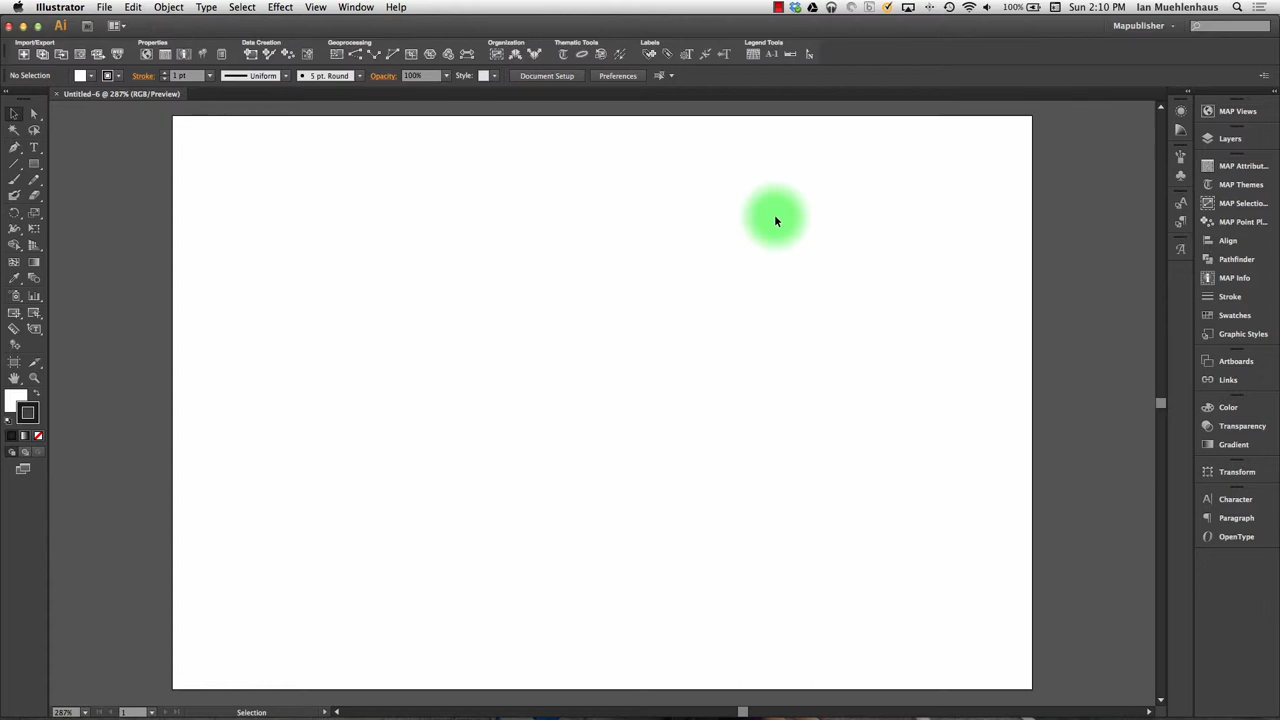 Illustrator File Edit Object Type Select Effect View Window Help 100% Sun 2:10 PM Ian Muehlenhaus
Ai Mapublisher
Import/Export Properties Data Creation Geoprocessing Organization Thematic Tools Labels Legend Tools
No Selection Stroke: 1 pt Uniform 5 pt. Round Opacity: 100% Style: Document Setup Preferences
× Untitled-6 @ 287% (RGB/Preview)
MAP Views
Layers
MAP Attribut...
MAP Themes
MAP Selectio...
MAP Point Pl...
Align
Pathfinder
MAP Info
Stroke
Swatches
Graphic Styles
Artboards
Links
Color
Transparency
Gradient
Transform
Character
Paragraph
OpenType
287% 1 Selection